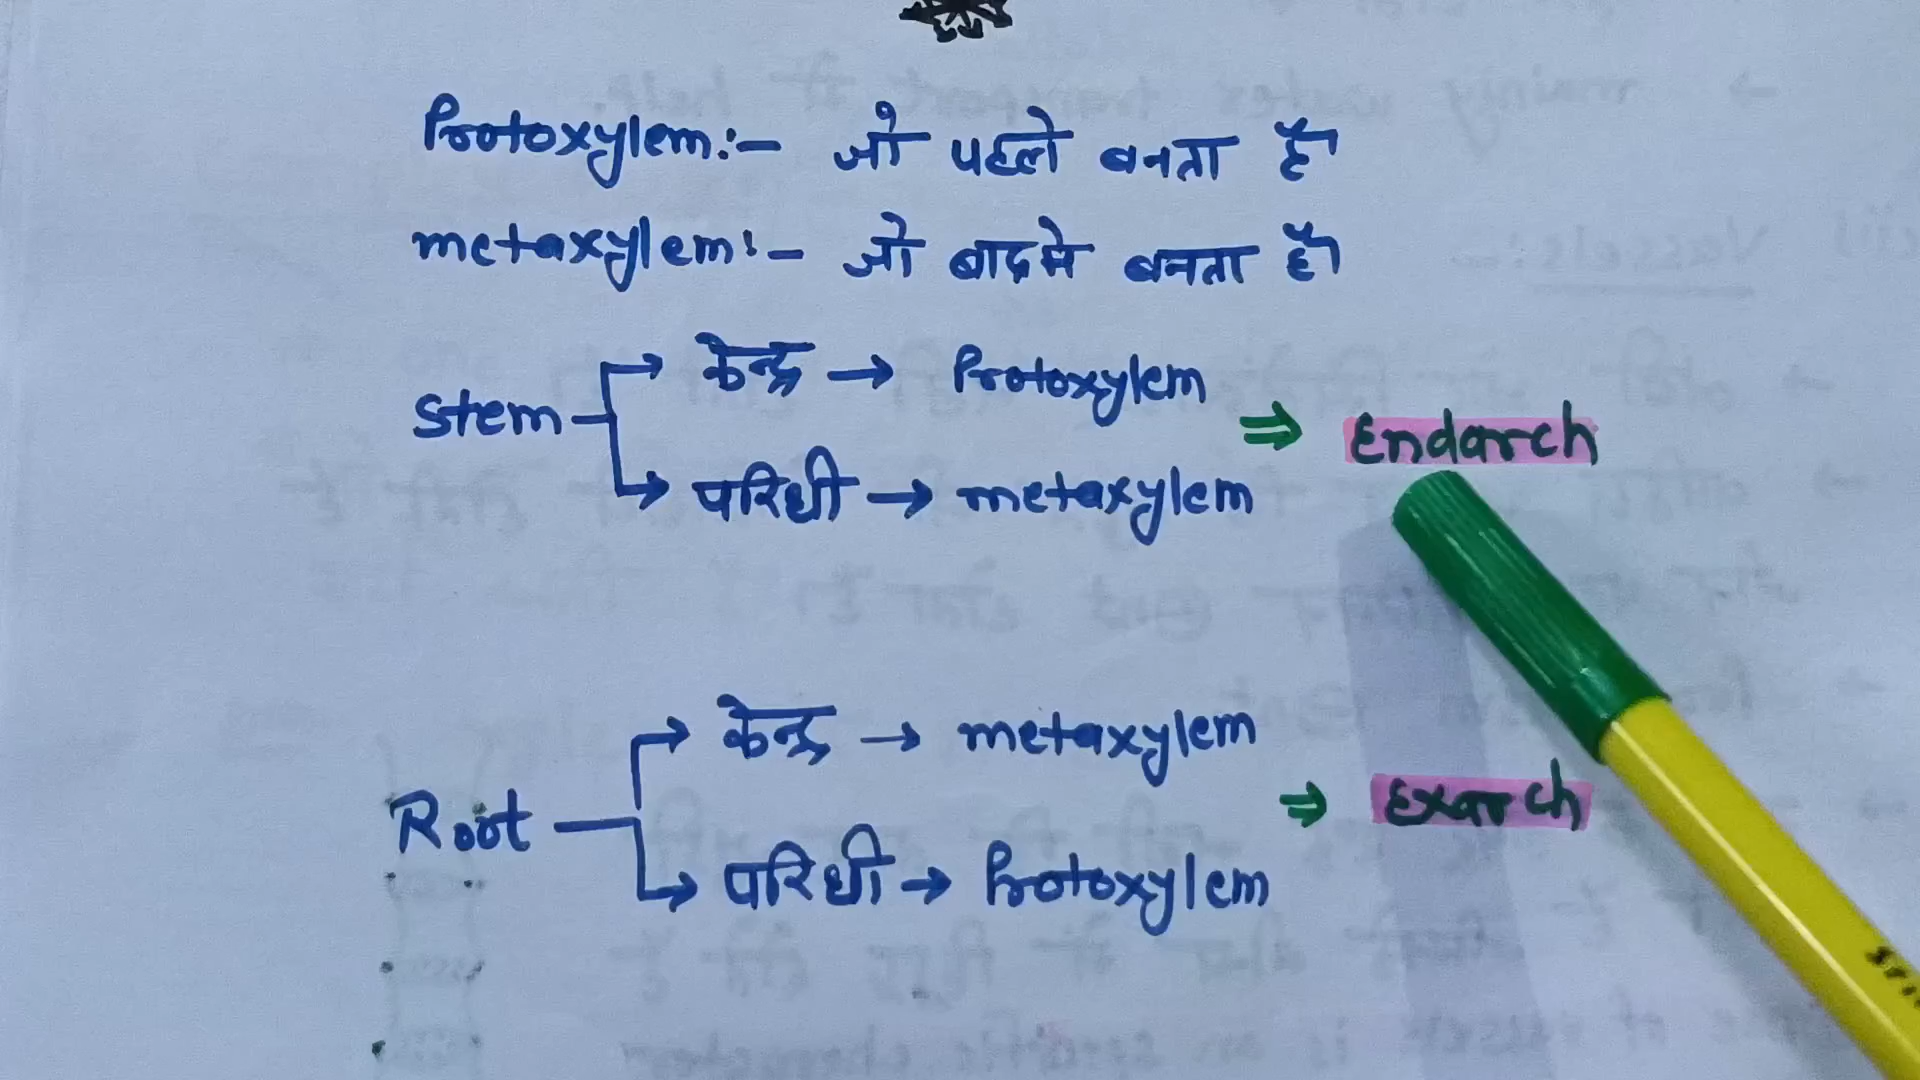 Protoxylem:- जो पहले बनता है
metaxylem:- जो बादमे बनता है
Stem → केन्द्र → Protoxylem
→ परिधी → metaxylem
⇒ Endarch
Root → केन्द्र → metaxylem
→ परिधी → Protoxylem
⇒ Exarch